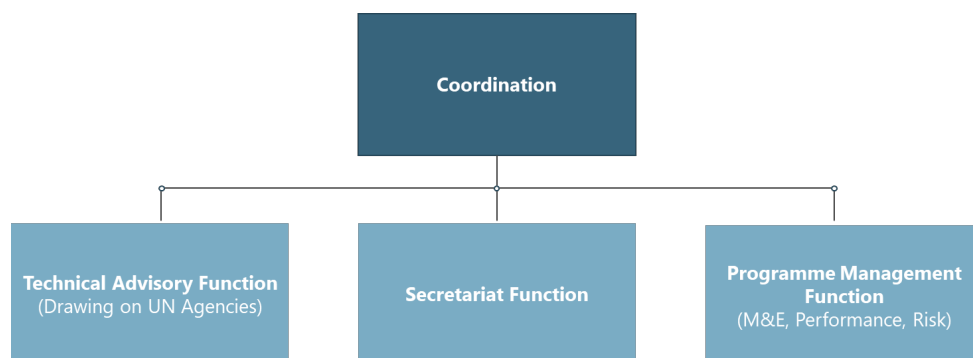 Coordination
Technical Advisory Function
(Drawing on UN Agencies)
Secretariat Function
Programme Management
Function
(M&E, Performance, Risk)